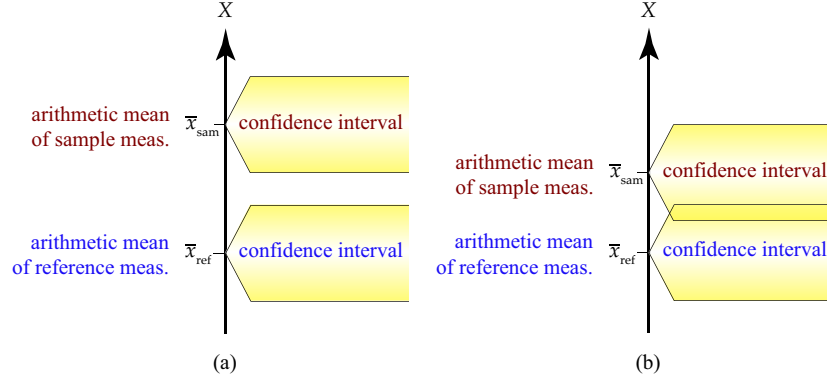 X
arithmetic mean
of sample meas.
x̅sam
confidence interval
arithmetic mean
of reference meas.
x̅ref
confidence interval
(a)
X
arithmetic mean
of sample meas.
x̅sam
confidence interval
arithmetic mean
of reference meas.
x̅ref
confidence interval
(b)